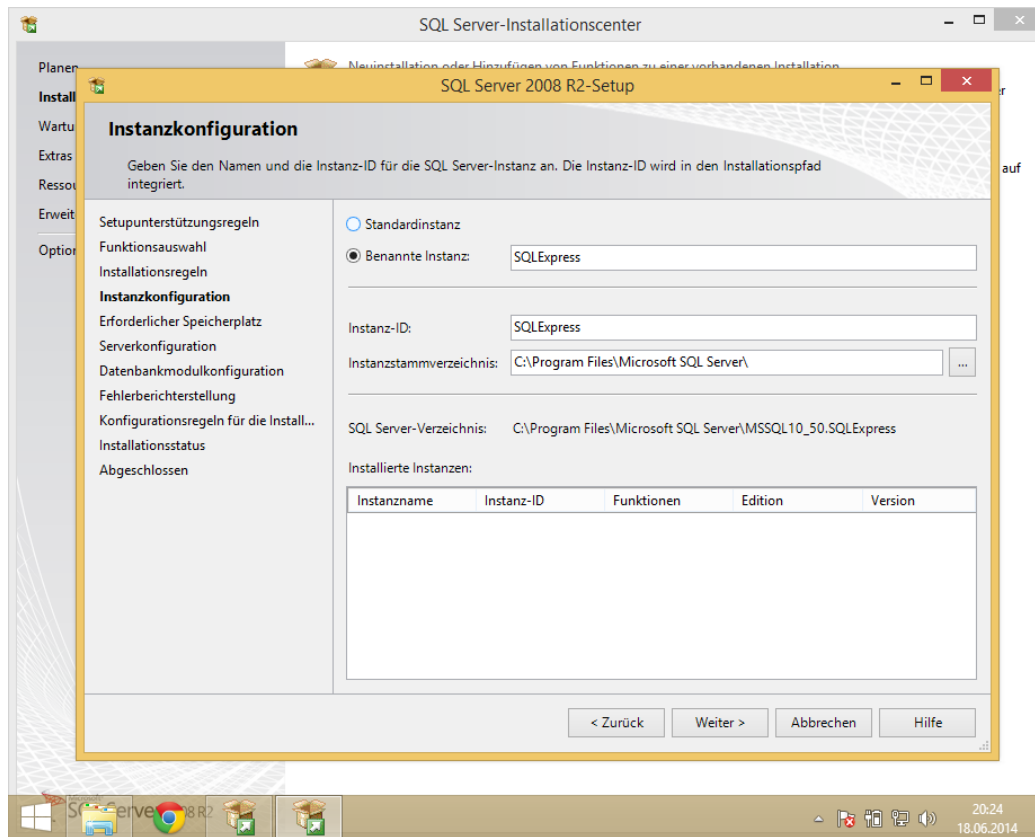 SQL Server-Installationscenter
Planen
Install
Wartu
Extras
Ressou
Erweit
Option
Neuinstallation oder Hinzufügen von Funktionen zu einer vorhandenen Installation
er
auf
SQL Server 2008 R2-Setup
Instanzkonfiguration
Geben Sie den Namen und die Instanz-ID für die SQL Server-Instanz an. Die Instanz-ID wird in den Installationspfad
integriert.
Setupunterstützungsregeln
Funktionsauswahl
Installationsregeln
Instanzkonfiguration
Erforderlicher Speicherplatz
Serverkonfiguration
Datenbankmodulkonfiguration
Fehlerberichterstellung
Konfigurationsregeln für die Install...
Installationsstatus
Abgeschlossen
Standardinstanz
Benannte Instanz: SQLExpress
Instanz-ID: SQLExpress
Instanzstammverzeichnis: C:\Program Files\Microsoft SQL Server\ ...
SQL Server-Verzeichnis: C:\Program Files\Microsoft SQL Server\MSSQL10_50.SQLExpress
Installierte Instanzen:
Instanzname Instanz-ID Funktionen Edition Version
< Zurück Weiter > Abbrechen Hilfe
20:24
18.06.2014